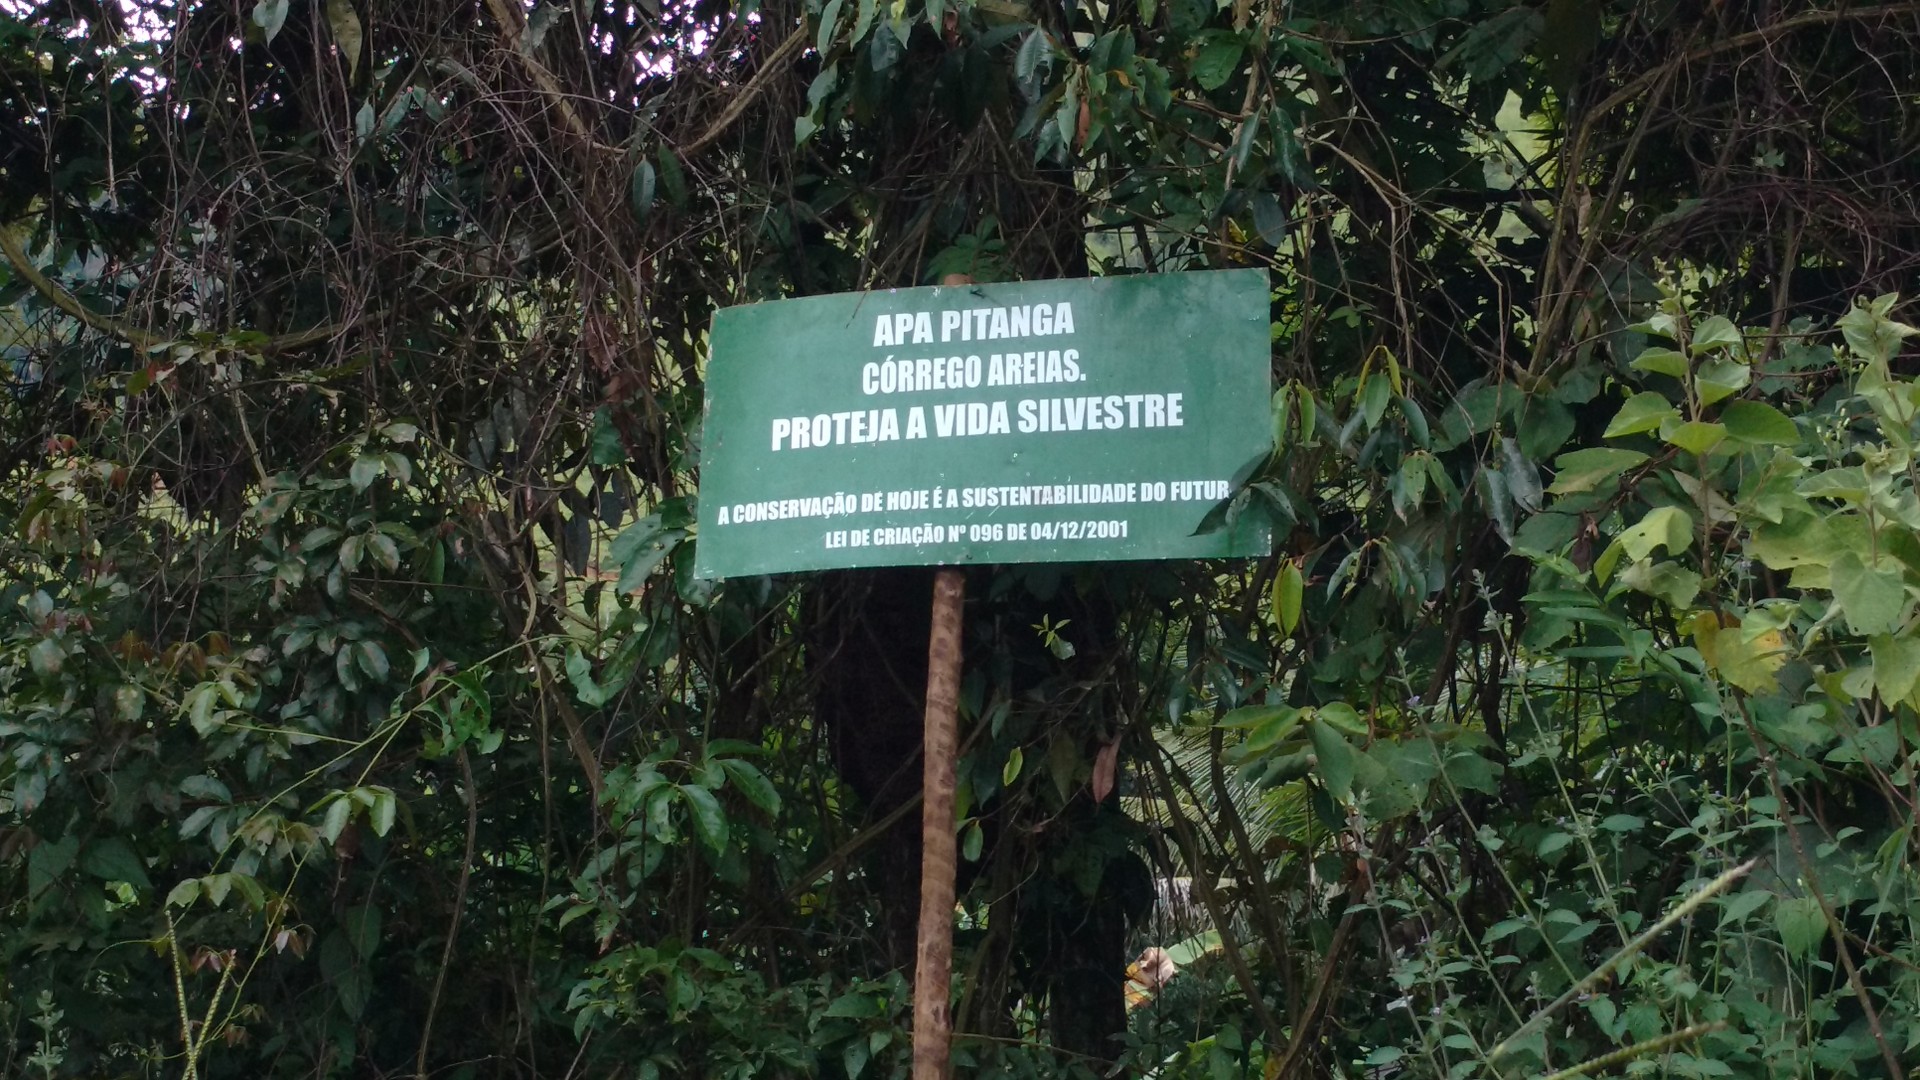 APA PITANGA
CÓRREGO AREIAS.
PROTEJA A VIDA SILVESTRE
A CONSERVAÇÃO DE HOJE É A SUSTENTABILIDADE DO FUTUR
LEI DE CRIAÇÃO Nº 096 DE 04/12/2001